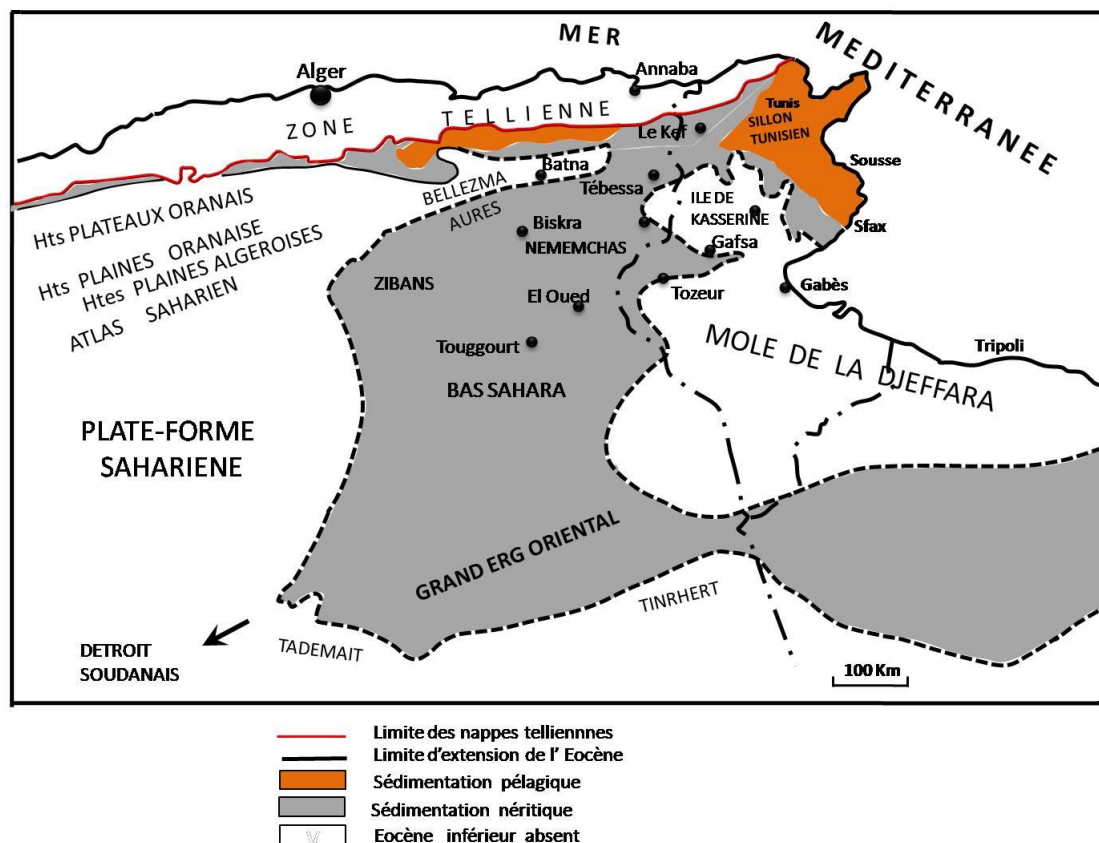 MER
MEDITERRANEE
Alger
Annaba
ZONE TELLIENNE
Tunis
SILLON
TUNISIEN
Le Kef
Sousse
Batna
Tébessa
BELLEZMA
AURES
ILE DE
KASSERINE
Sfax
Hts PLATEAUX ORANAIS
Biskra
NEMEMCHAS
Gafsa
Hts PLAINES ORANAISE
Htes PLAINES ALGEROISES
ATLAS SAHARIEN
ZIBANS
El Oued
Tozeur
Gabès
Touggourt
MOLE DE LA DJEFFARA
Tripoli
BAS SAHARA
PLATE-FORME
SAHARIENE
GRAND ERG ORIENTAL
TINRHERT
TADEMAIT
DETROIT
SOUDANAIS
100 Km
Limite des nappes telliennnes
Limite d'extension de l' Eocène
Sédimentation pélagique
Sédimentation néritique
V
Eocène inférieur absent